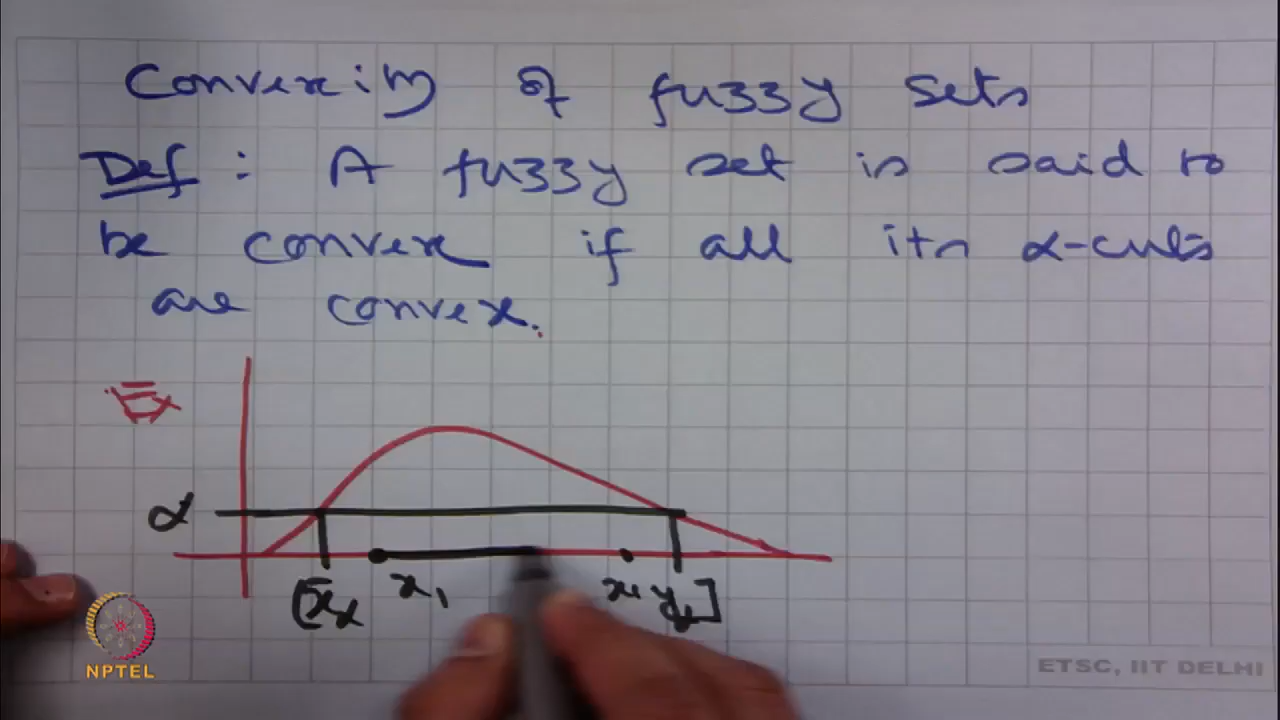 Convexity of fuzzy sets
Def: A fuzzy set is said to
be convex if all its α-cuts
are convex.
Ex
α
[xα x1 yα]
NPTEL
ETSC, IIT DELHI